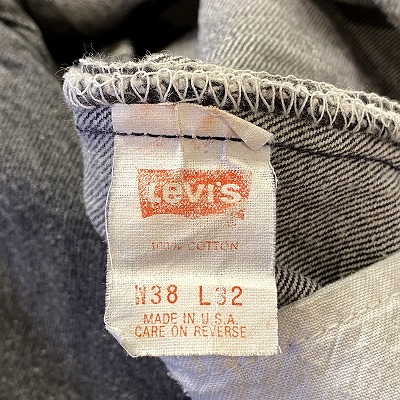 Levi's
100% COTTON
W38 L32
MADE IN U.S.A.
CARE ON REVERSE